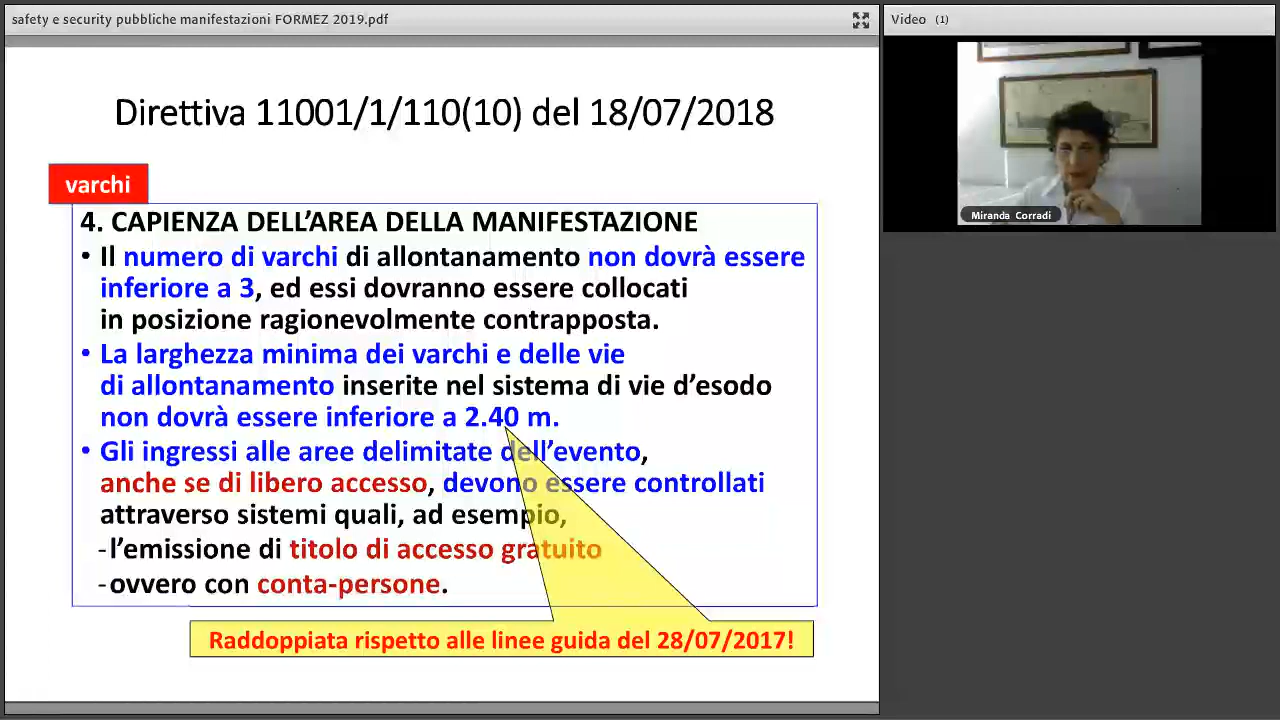 safety e security pubbliche manifestazioni FORMEZ 2019.pdf
Video (1)
Direttiva 11001/1/110(10) del 18/07/2018
varchi
4. CAPIENZA DELL’AREA DELLA MANIFESTAZIONE
• Il numero di varchi di allontanamento non dovrà essere
inferiore a 3, ed essi dovranno essere collocati
in posizione ragionevolmente contrapposta.
• La larghezza minima dei varchi e delle vie
di allontanamento inserite nel sistema di vie d’esodo
non dovrà essere inferiore a 2.40 m.
• Gli ingressi alle aree delimitate dell’evento,
anche se di libero accesso, devono essere controllati
attraverso sistemi quali, ad esempio,
-l’emissione di titolo di accesso gratuito
-ovvero con conta-persone.
Raddoppiata rispetto alle linee guida del 28/07/2017!
Miranda Corradi